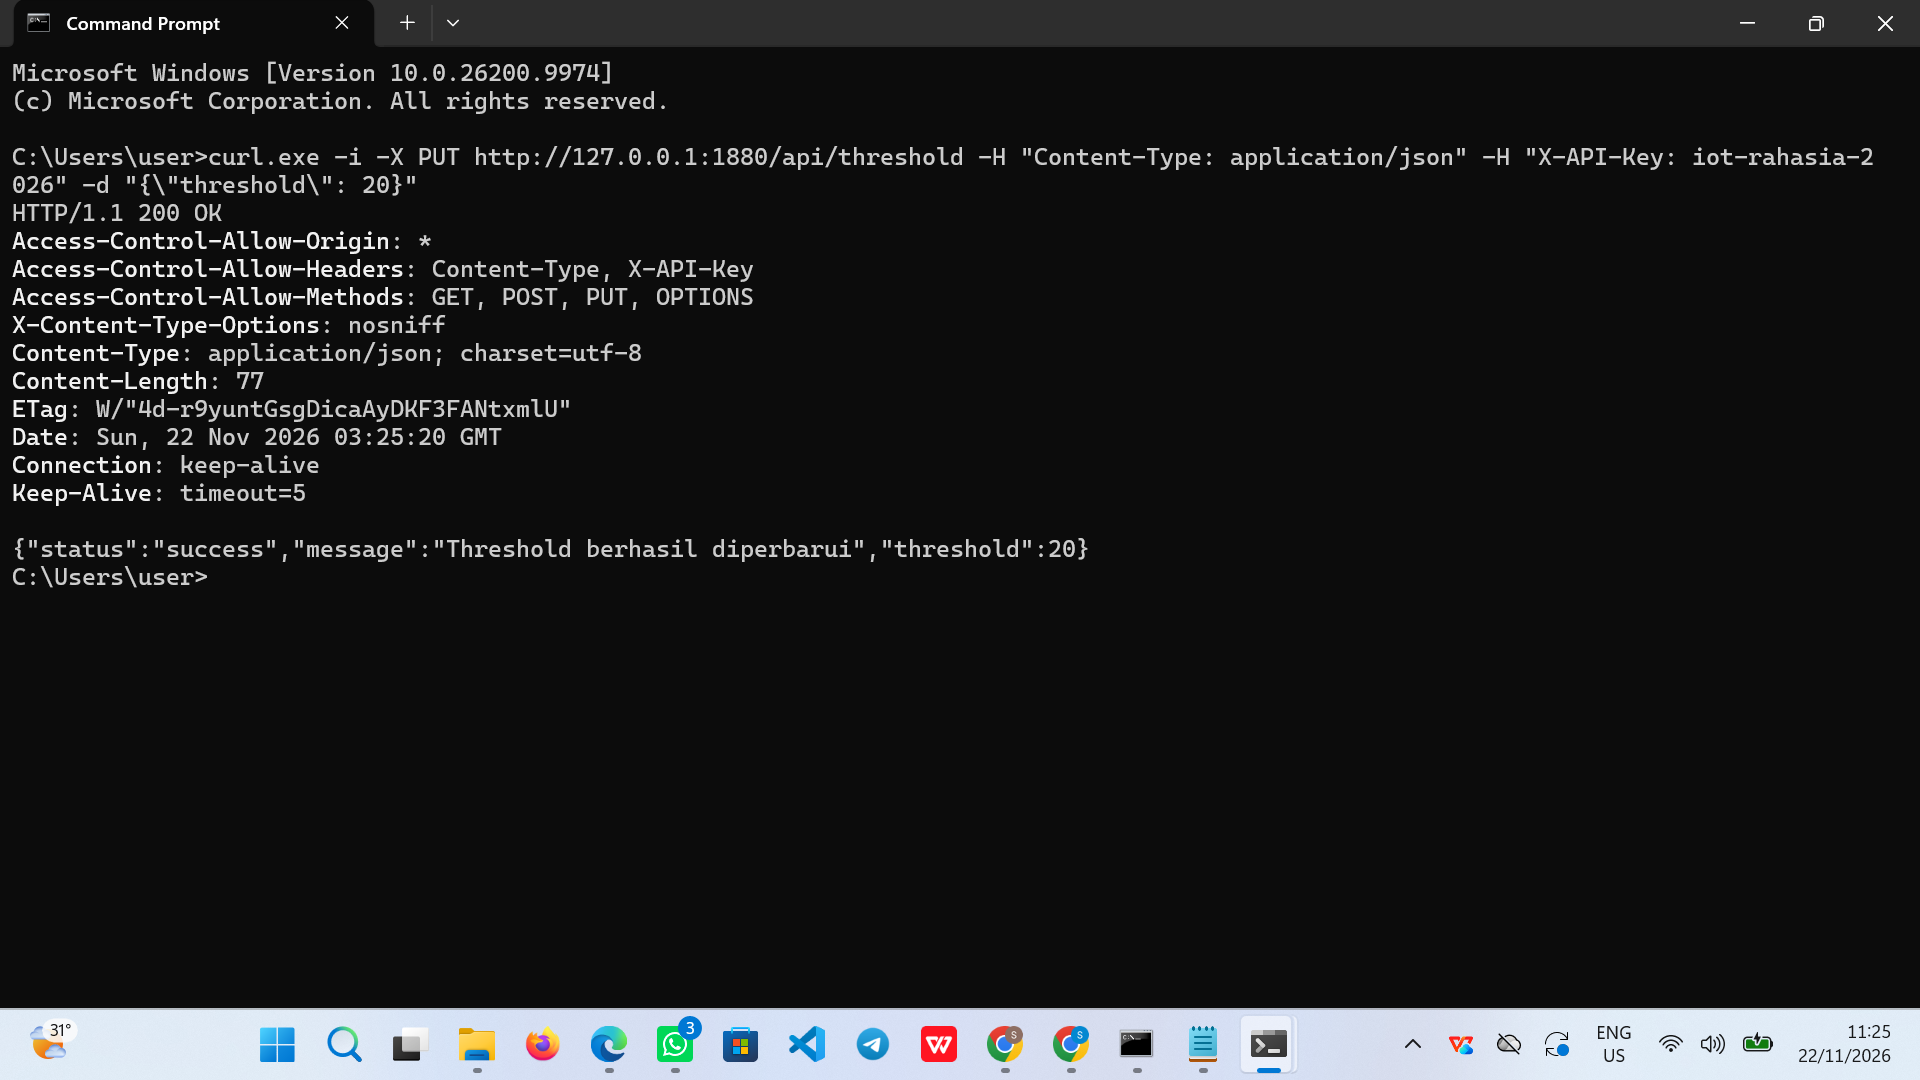 Command Prompt
Microsoft Windows [Version 10.0.26200.9974]
(c) Microsoft Corporation. All rights reserved.
C:\Users\user>curl.exe -i -X PUT http://127.0.0.1:1880/api/threshold -H "Content-Type: application/json" -H "X-API-Key: iot-rahasia-2
026" -d "{\"threshold\": 20}"
HTTP/1.1 200 OK
Access-Control-Allow-Origin: *
Access-Control-Allow-Headers: Content-Type, X-API-Key
Access-Control-Allow-Methods: GET, POST, PUT, OPTIONS
X-Content-Type-Options: nosniff
Content-Type: application/json; charset=utf-8
Content-Length: 77
ETag: W/"4d-r9yuntGsgDicaAyDKF3FANtxmlU"
Date: Sun, 22 Nov 2026 03:25:20 GMT
Connection: keep-alive
Keep-Alive: timeout=5
{"status":"success","message":"Threshold berhasil diperbarui","threshold":20}
C:\Users\user>
31°
3
S
S
ENG
US
11:25
22/11/2026